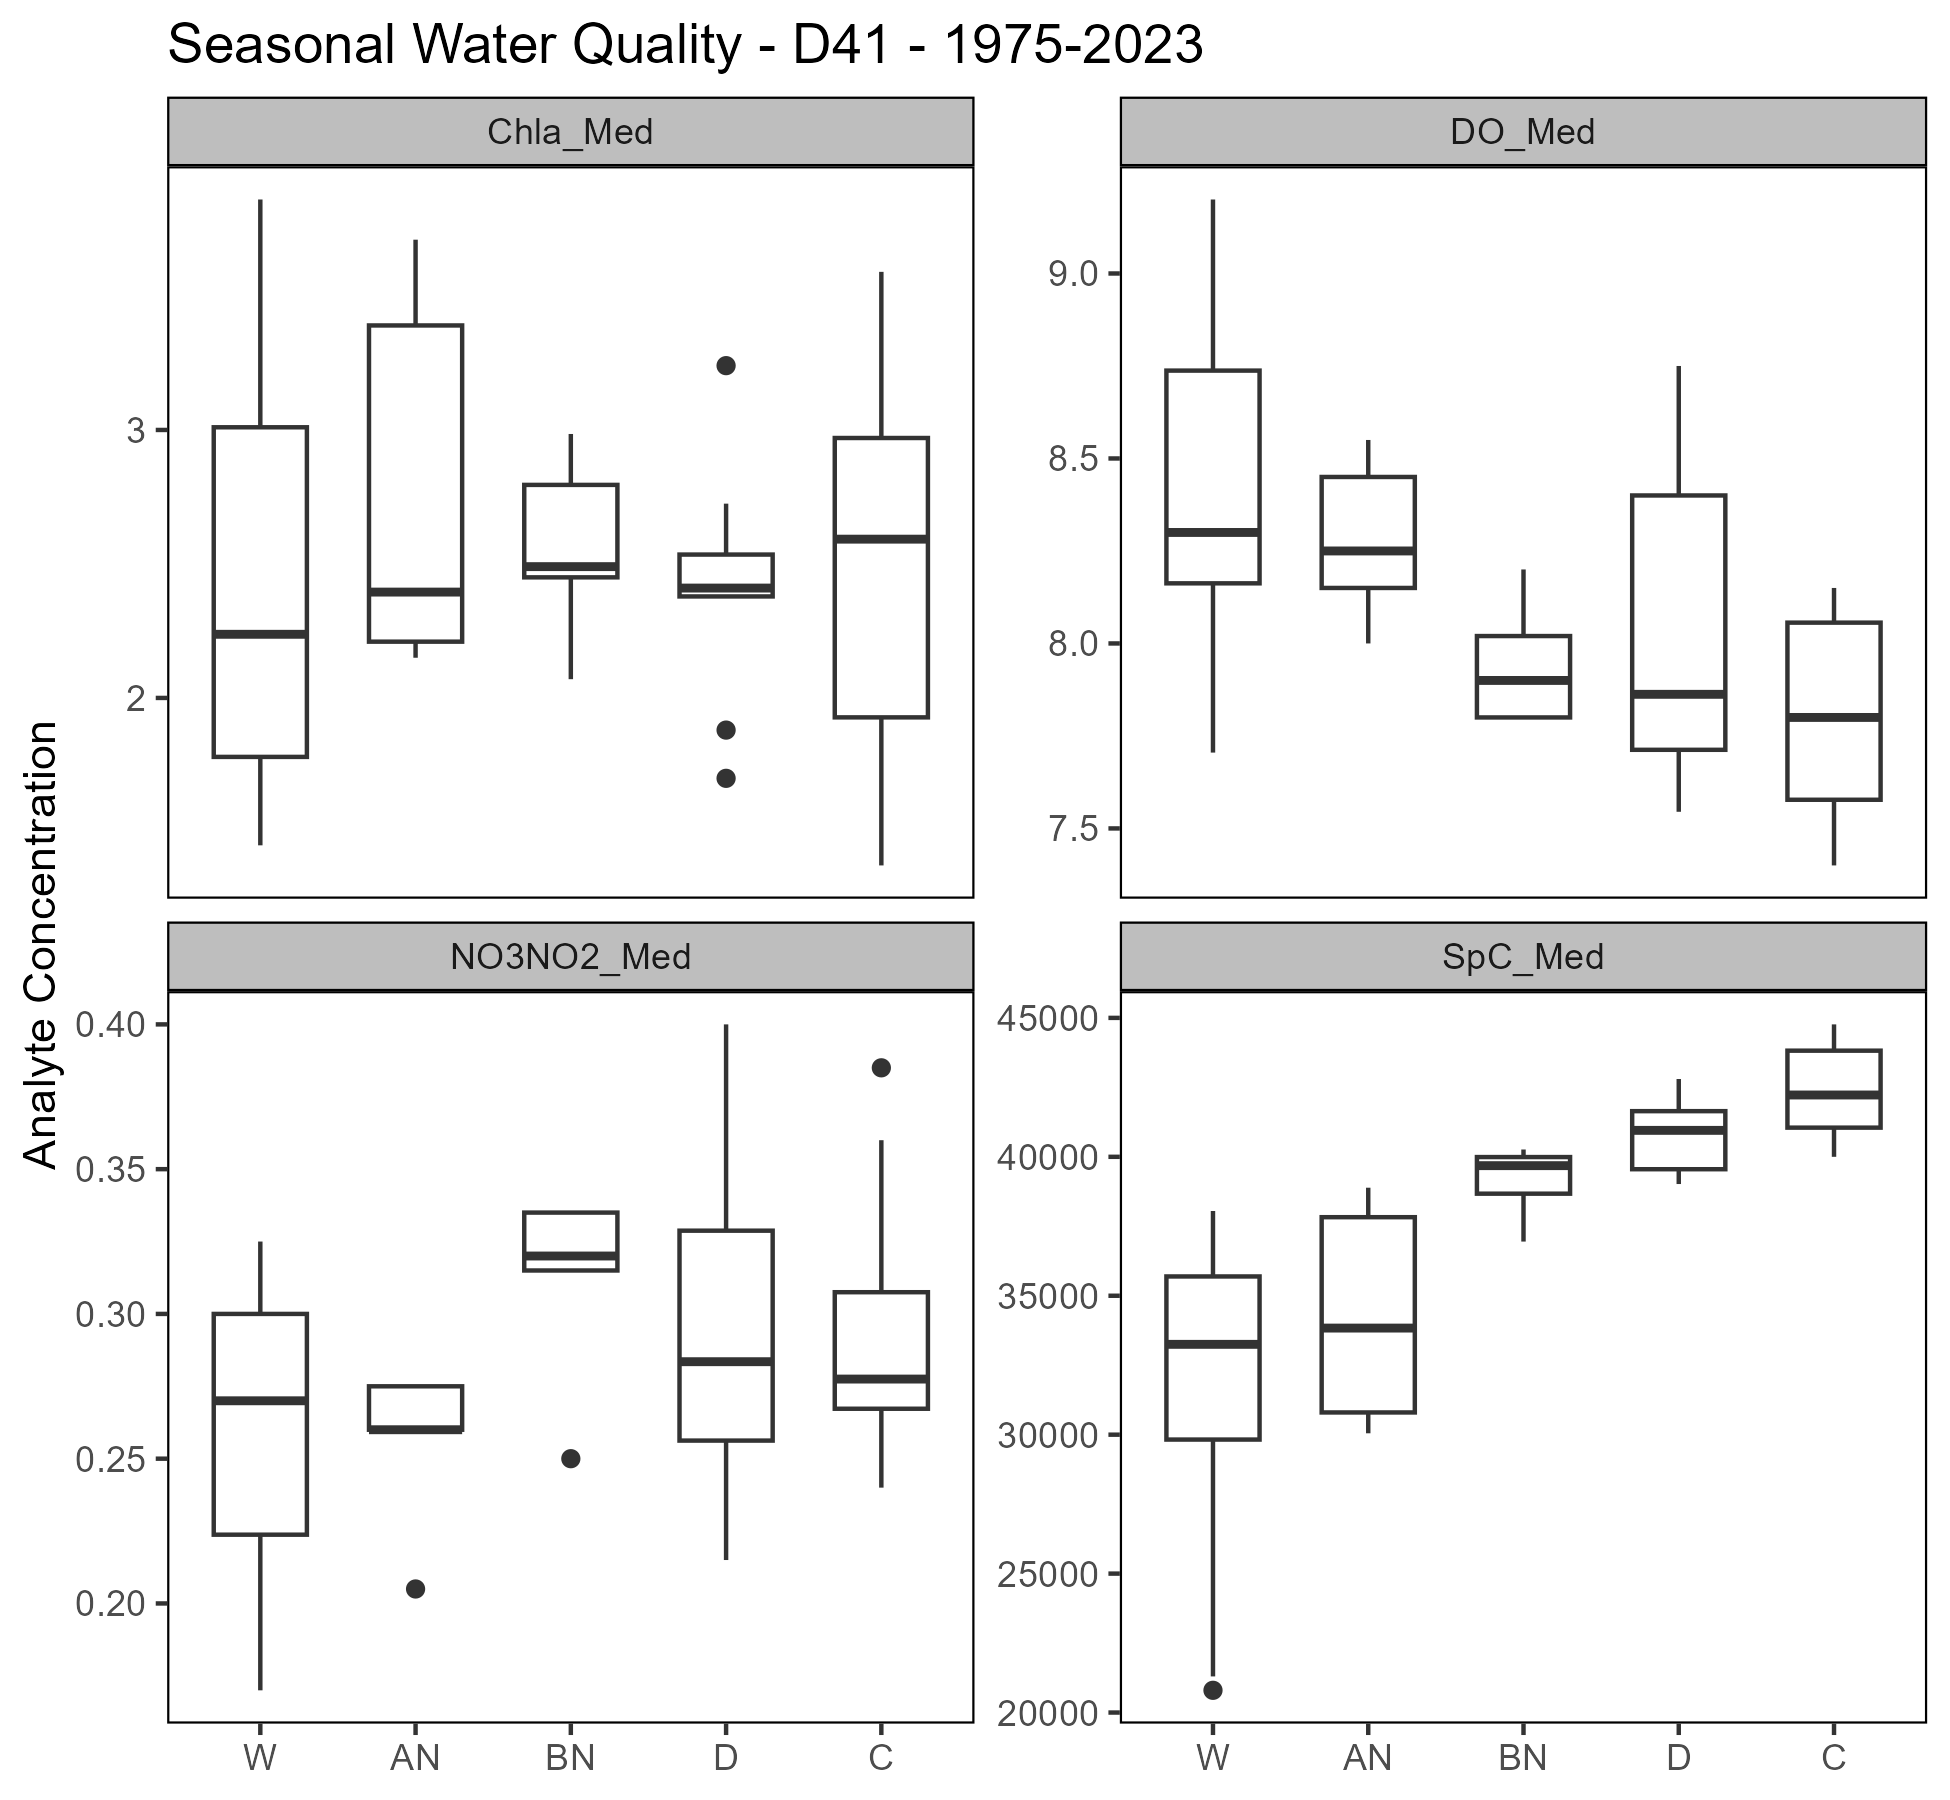 Seasonal Water Quality - D41 - 1975-2023
Analyte Concentration
Chla_Med
3
2
DO_Med
9.0
8.5
8.0
7.5
NO3NO2_Med
0.40
0.35
0.30
0.25
0.20
W AN BN D C
SpC_Med
45000
40000
35000
30000
25000
20000
W AN BN D C